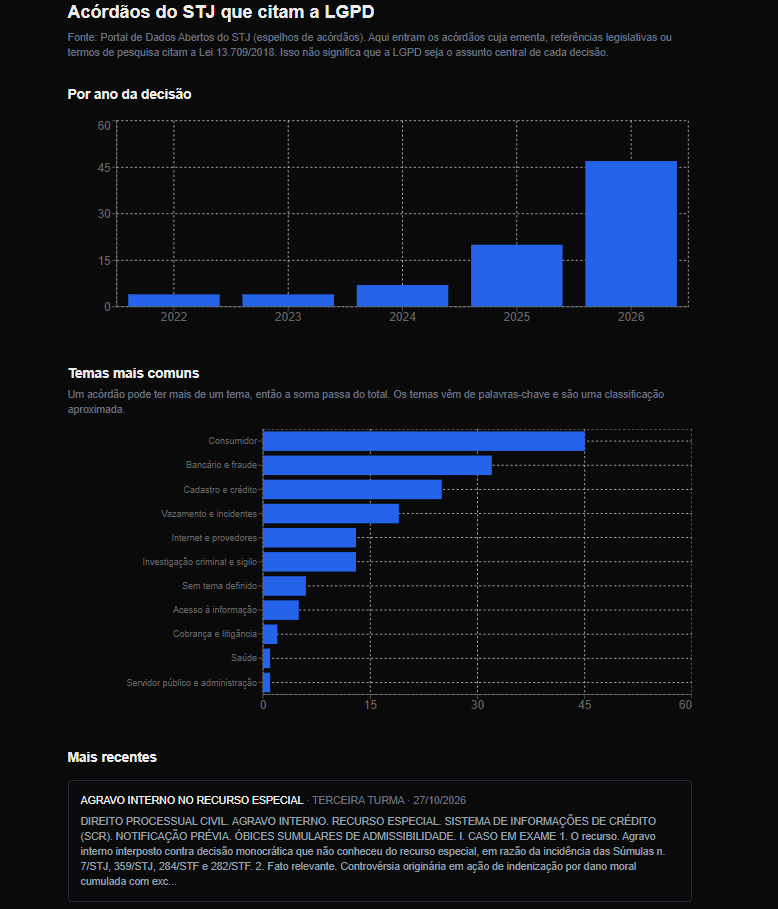 Acórdãos do STJ que citam a LGPD
Fonte: Portal de Dados Abertos do STJ (espelhos de acórdãos). Aqui entram os acórdãos cuja ementa, referências legislativas ou
termos de pesquisa citam a Lei 13.709/2018. Isso não significa que a LGPD seja o assunto central de cada decisão.
Por ano da decisão
60
45
30
15
0
2022 2023 2024 2025 2026
Temas mais comuns
Um acórdão pode ter mais de um tema, então a soma passa do total. Os temas vêm de palavras-chave e são uma classificação
aproximada.
Consumidor
Bancário e fraude
Cadastro e crédito
Vazamento e incidentes
Internet e provedores
Investigação criminal e sigilo
Sem tema definido
Acesso à informação
Cobrança e litigância
Saúde
Servidor público e administração
0 15 30 45 60
Mais recentes
AGRAVO INTERNO NO RECURSO ESPECIAL · TERCEIRA TURMA · 27/10/2026
DIREITO PROCESSUAL CIVIL. AGRAVO INTERNO. RECURSO ESPECIAL. SISTEMA DE INFORMAÇÕES DE CRÉDITO
(SCR). NOTIFICAÇÃO PRÉVIA. ÓBICES SUMULARES DE ADMISSIBILIDADE. I. CASO EM EXAME 1. O recurso. Agravo
interno interposto contra decisão monocrática que não conheceu do recurso especial, em razão da incidência das Súmulas n.
7/STJ, 359/STJ, 284/STF e 282/STF. 2. Fato relevante. Controvérsia originária em ação de indenização por dano moral
cumulada com exc...